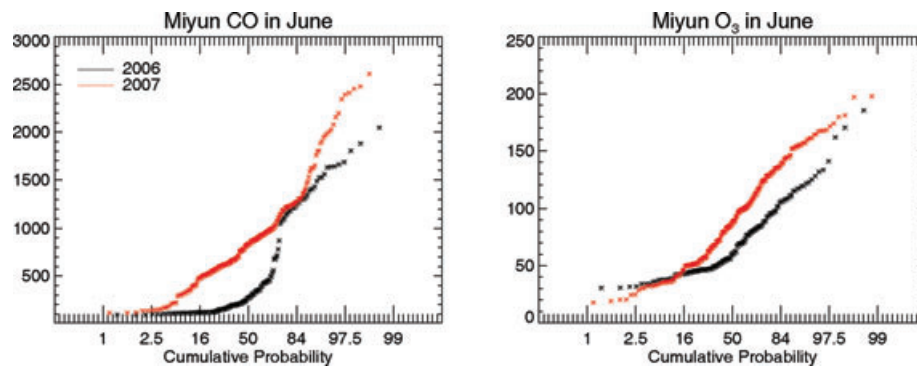 Miyun CO in June
3000
2500
2000
1500
1000
500
2006
2007
1 2.5 16 50 84 97.5 99
Cumulative Probability
Miyun O₃ in June
250
200
150
100
50
0
1 2.5 16 50 84 97.5 99
Cumulative Probability